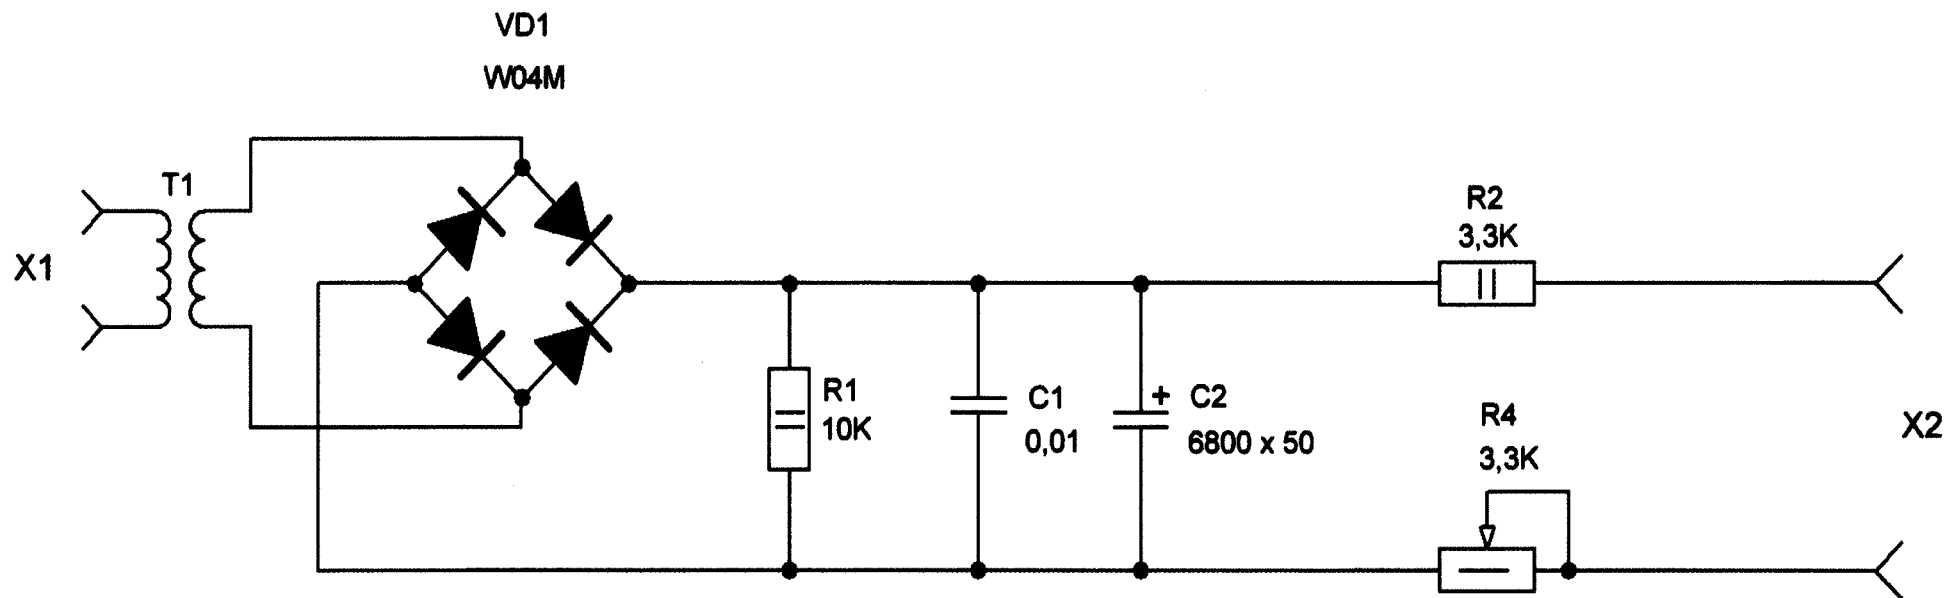 VD1
W04M
T1
X1
R2
3,3K
R1
10K
C1
0,01
+ C2
6800 x 50
R4
3,3K
X2